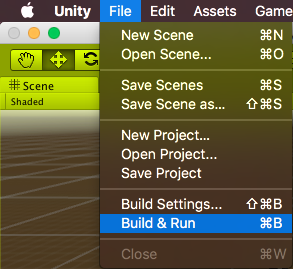 Unity File Edit Assets Game
New Scene ⌘N
Open Scene... ⌘O
Scene
Shaded
Save Scenes ⌘S
Save Scene as... ⇧⌘S
New Project...
Open Project...
Save Project
Build Settings... ⇧⌘B
Build & Run ⌘B
Close ⌘W